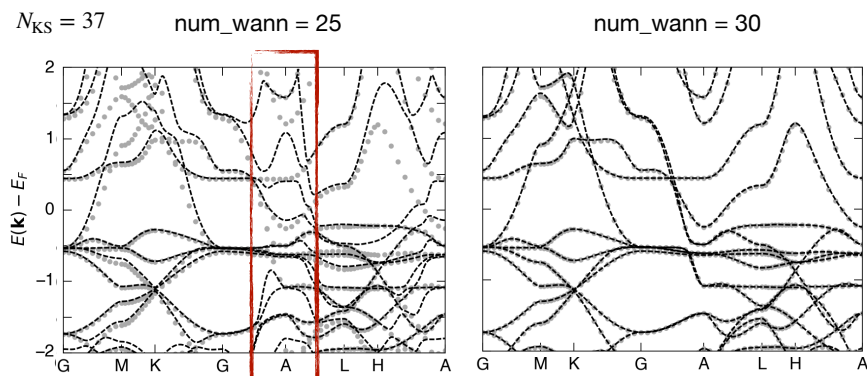 N_KS = 37
num_wann = 25
num_wann = 30
E(k) − E_F
2
1
0
−1
−2
G M K G A L H A
G M K G A L H A